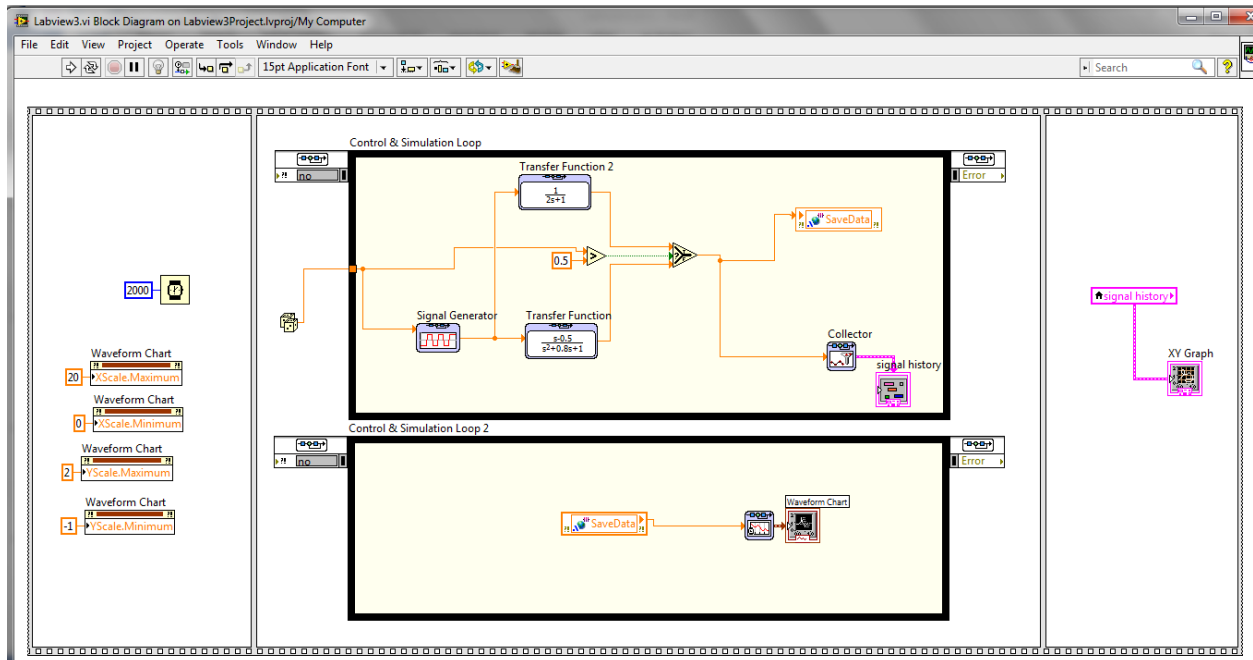 Labview3.vi Block Diagram on Labview3Project.lvproj/My Computer
File Edit View Project Operate Tools Window Help
15pt Application Font
Search
2000
Waveform Chart
20 XScale.Maximum
Waveform Chart
0 XScale.Minimum
Waveform Chart
2 YScale.Maximum
Waveform Chart
-1 YScale.Minimum
Control & Simulation Loop
?! no
Error
Transfer Function 2
1
2s+1
?! SaveData ?!
0.5
>
?
Signal Generator
Transfer Function
s-0.5
s²+0.8s+1
Collector
signal history
Control & Simulation Loop 2
?! no
Error
?! SaveData ?!
Waveform Chart
signal history
XY Graph